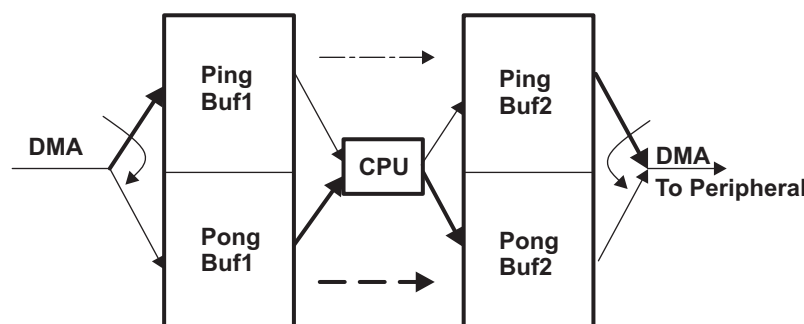 DMA
Ping
Buf1
Pong
Buf1
CPU
Ping
Buf2
Pong
Buf2
DMA
To Peripheral